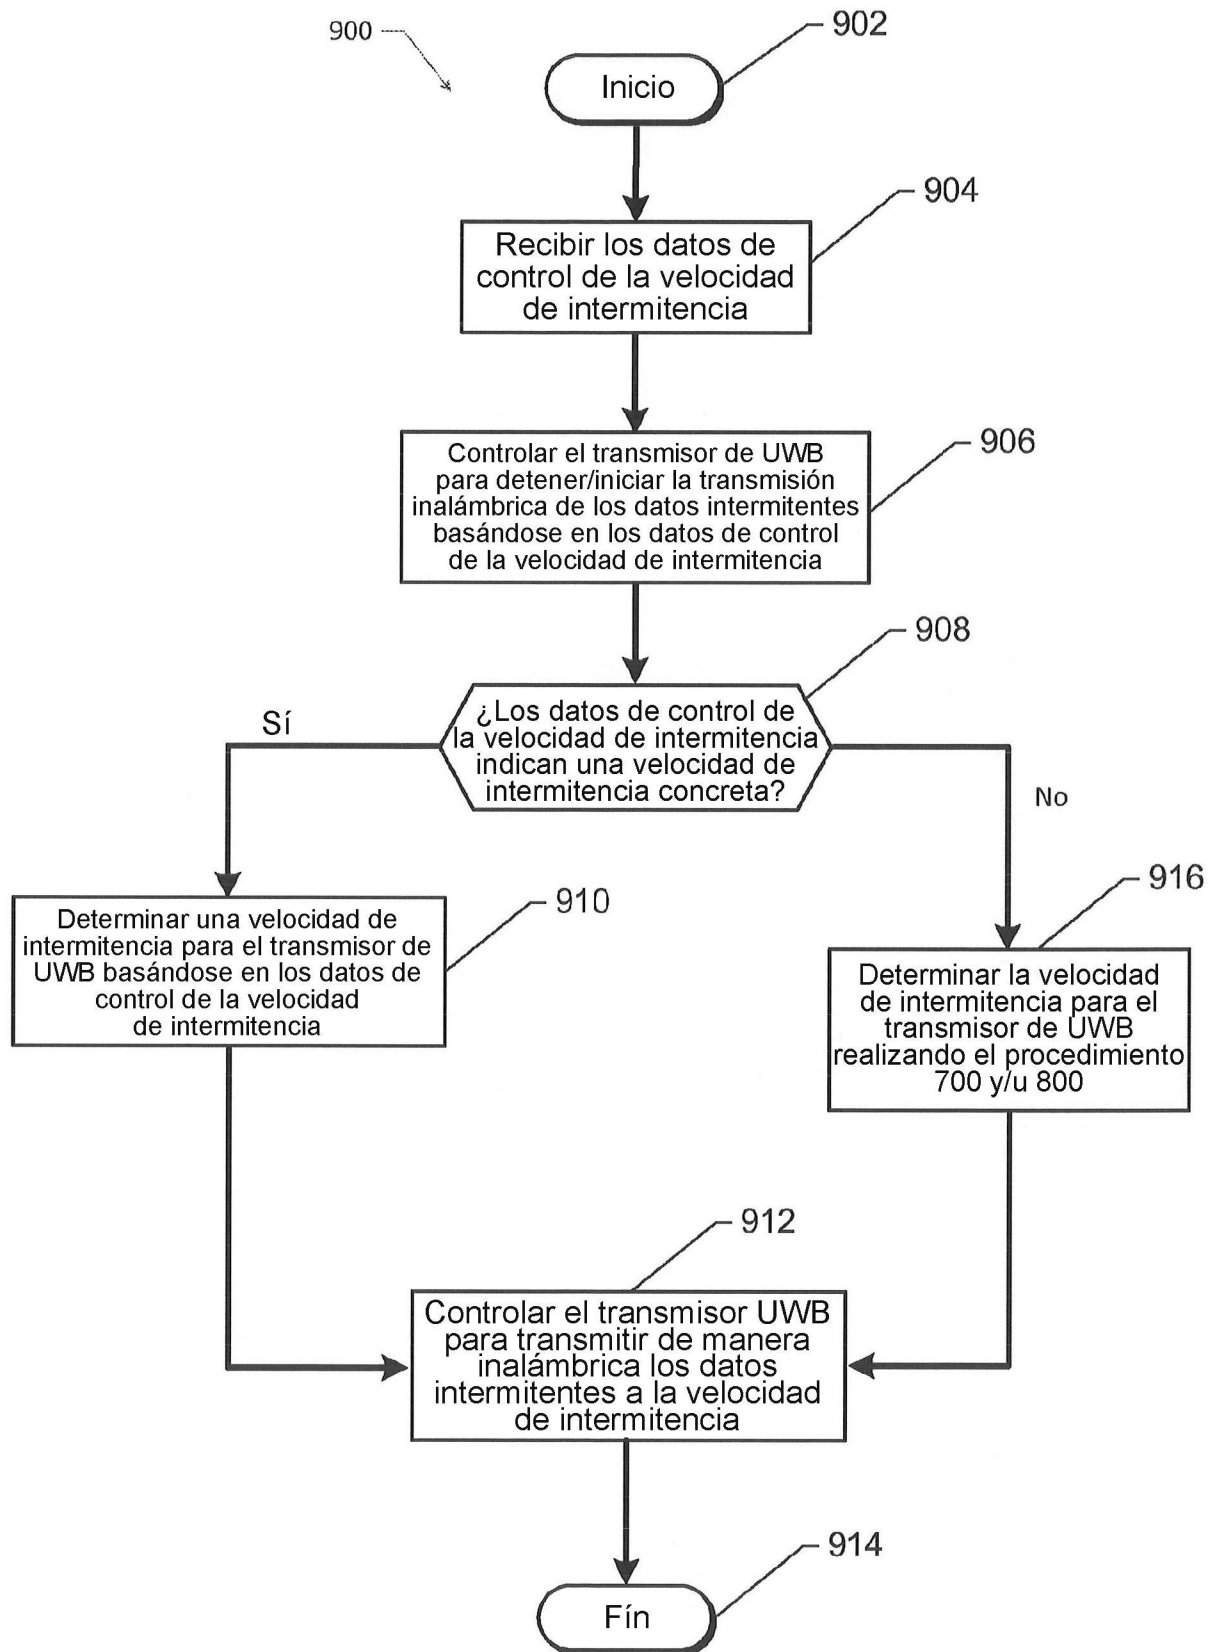 900
902
Inicio
904
Recibir los datos de
control de la velocidad
de intermitencia
906
Controlar el transmisor de UWB
para detener/iniciar la transmisión
inalámbrica de los datos intermitentes
basándose en los datos de control
de la velocidad de intermitencia
908
¿Los datos de control de
la velocidad de intermitencia
indican una velocidad de
intermitencia concreta?
Sí
No
910
Determinar una velocidad de
intermitencia para el transmisor de
UWB basándose en los datos de
control de la velocidad
de intermitencia
916
Determinar la velocidad
de intermitencia para el
transmisor de UWB
realizando el procedimiento
700 y/u 800
912
Controlar el transmisor UWB
para transmitir de manera
inalámbrica los datos
intermitentes a la velocidad
de intermitencia
914
Fín